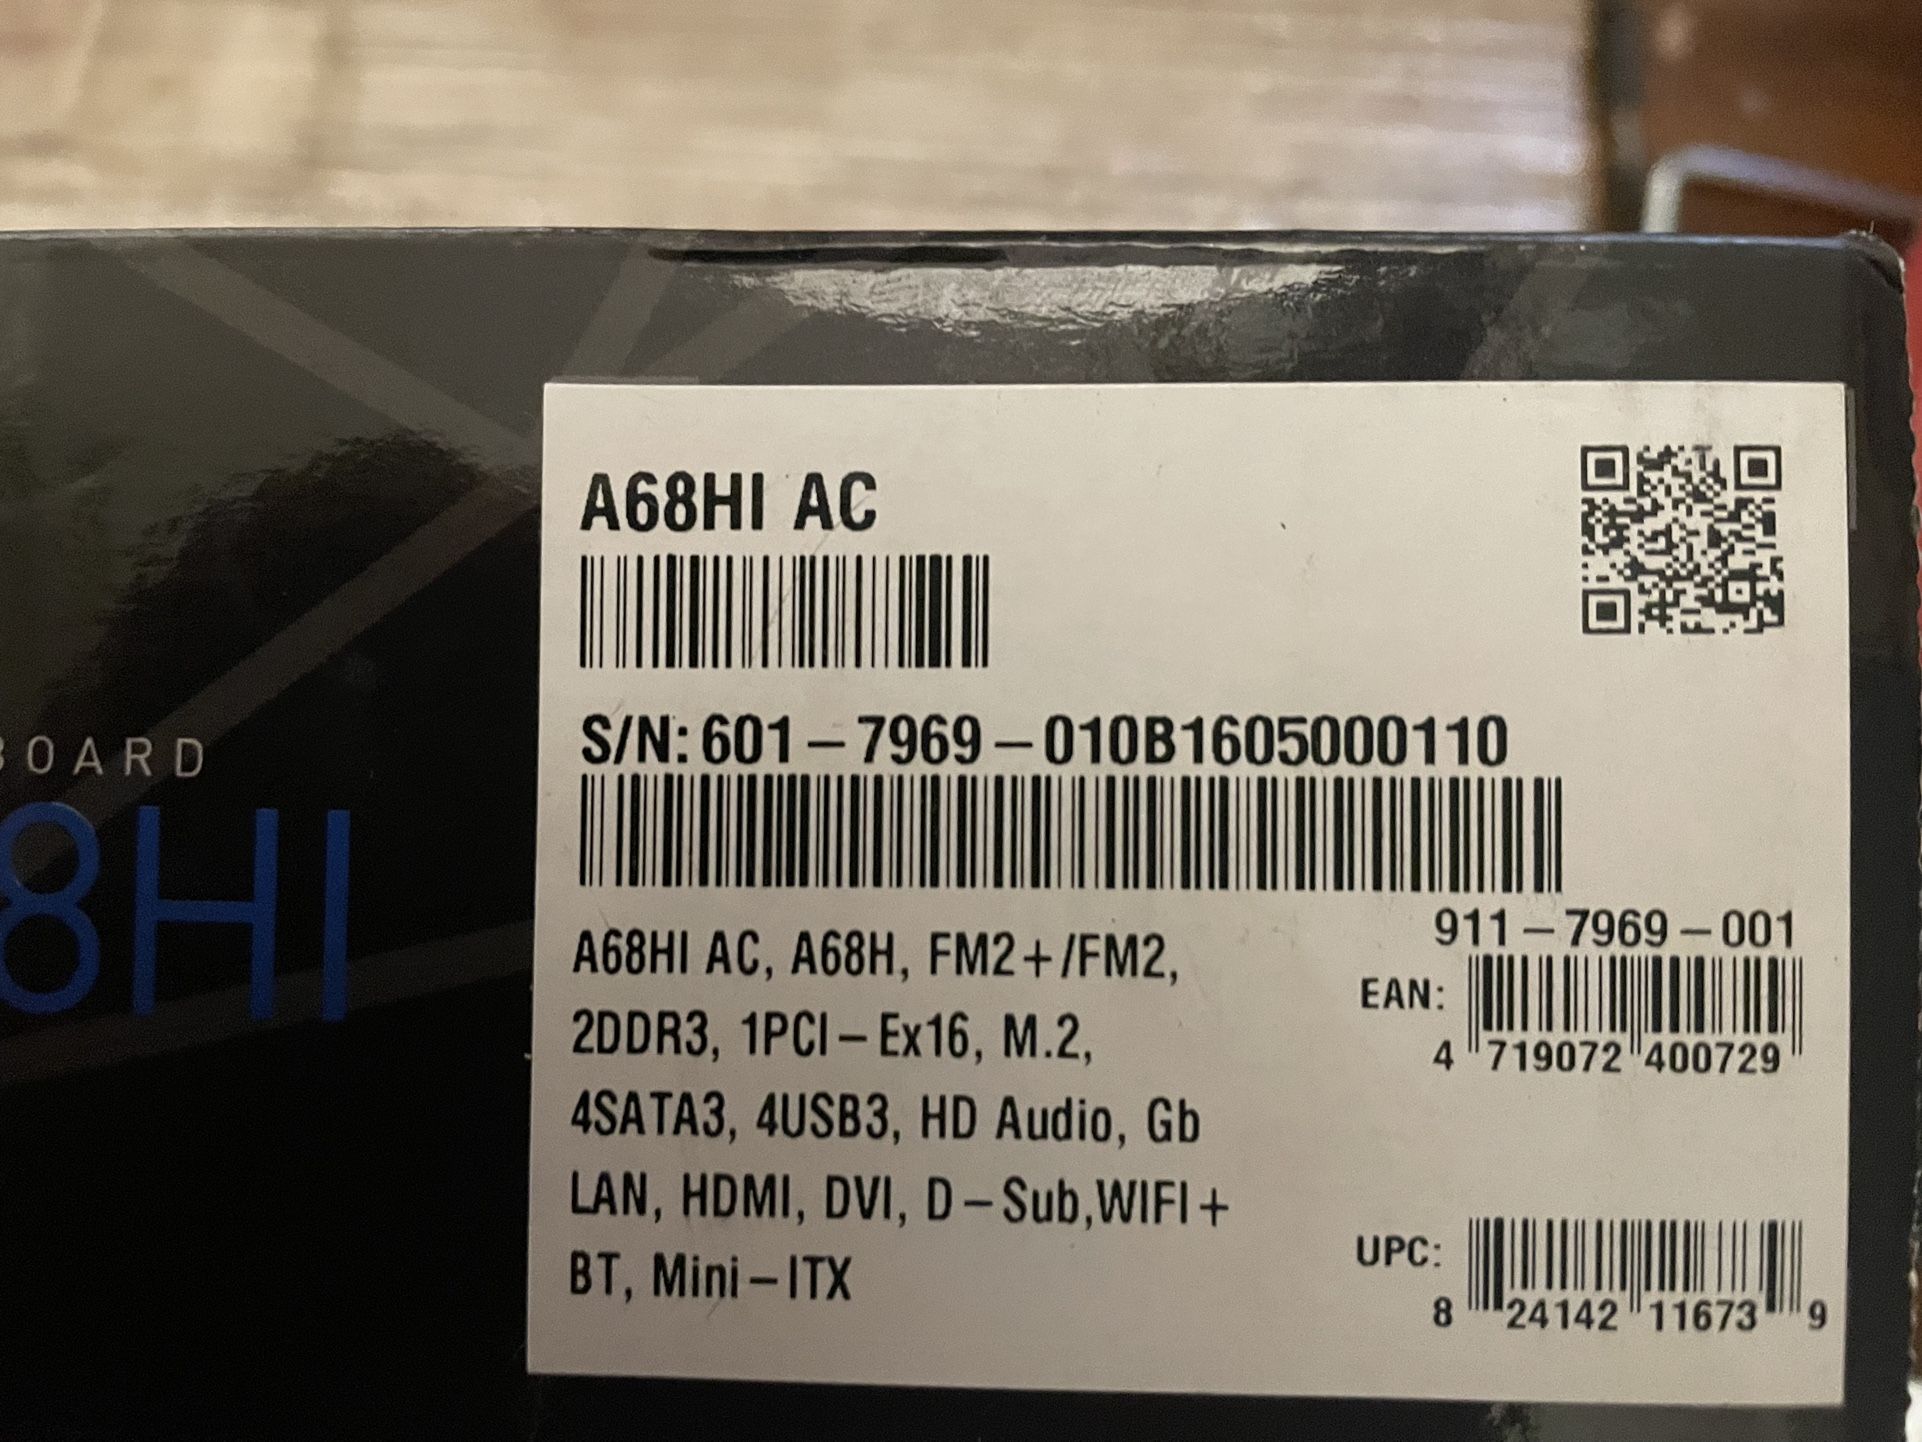 A68HI AC
S/N: 601-7969-010B1605000110
A68HI AC, A68H, FM2+/FM2,
2DDR3, 1PCI-Ex16, M.2,
4SATA3, 4USB3, HD Audio, Gb
LAN, HDMI, DVI, D-Sub,WIFI+
BT, Mini-ITX
911-7969-001
EAN:
4 719072 400729
UPC:
8 24142 11673 9
BOARD
8HI